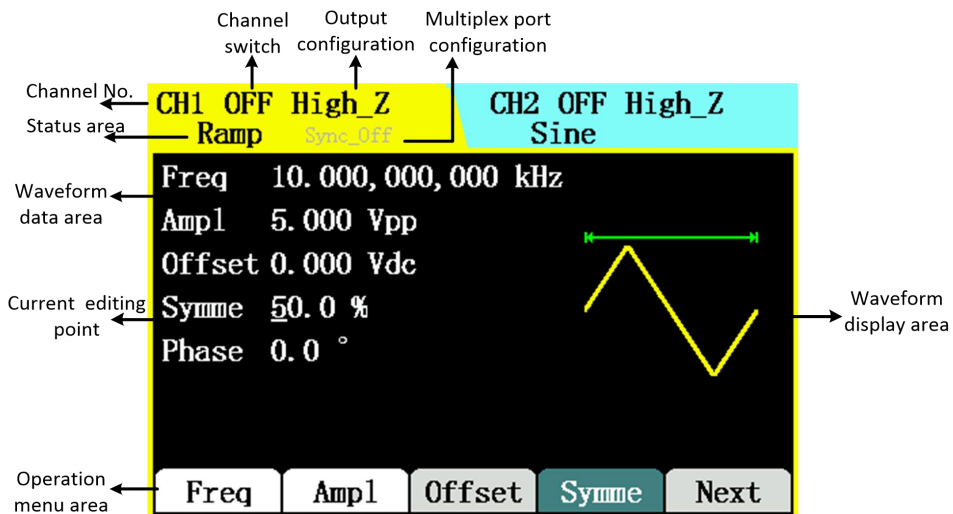 Channel switch
Output configuration
Multiplex port configuration
Channel No.
CH1 OFF High_Z
CH2 OFF High_Z
Status area
Ramp
Sync_Off
Sine
Waveform data area
Freq 10.000,000,000 kHz
Ampl 5.000 Vpp
Offset 0.000 Vdc
Current editing point
Symme 50.0 %
Phase 0.0 °
Waveform display area
Operation menu area
Freq
Ampl
Offset
Symme
Next